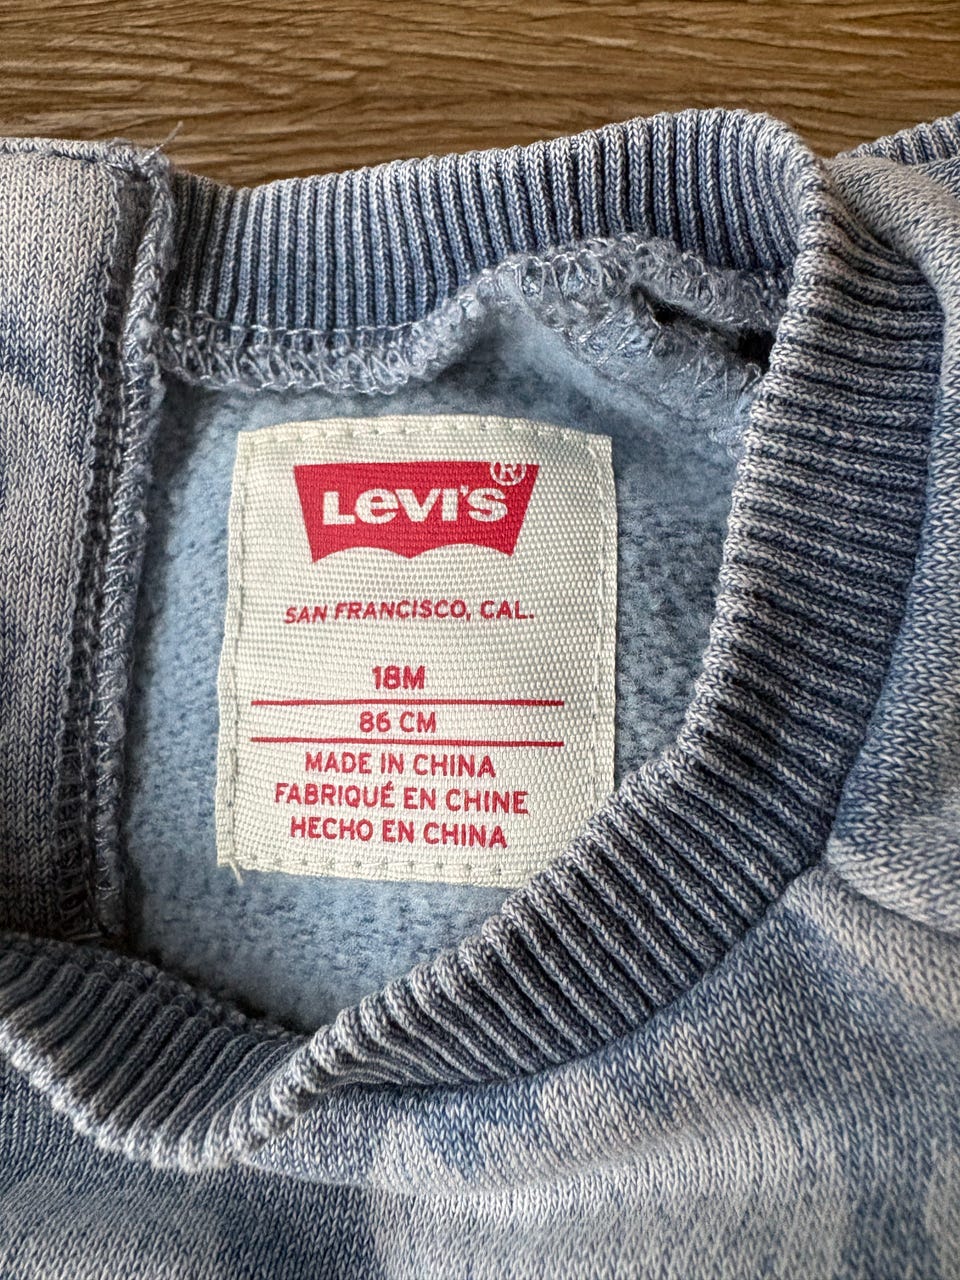 Levi's®
SAN FRANCISCO, CAL.
18M
86 CM
MADE IN CHINA
FABRIQUÉ EN CHINE
HECHO EN CHINA